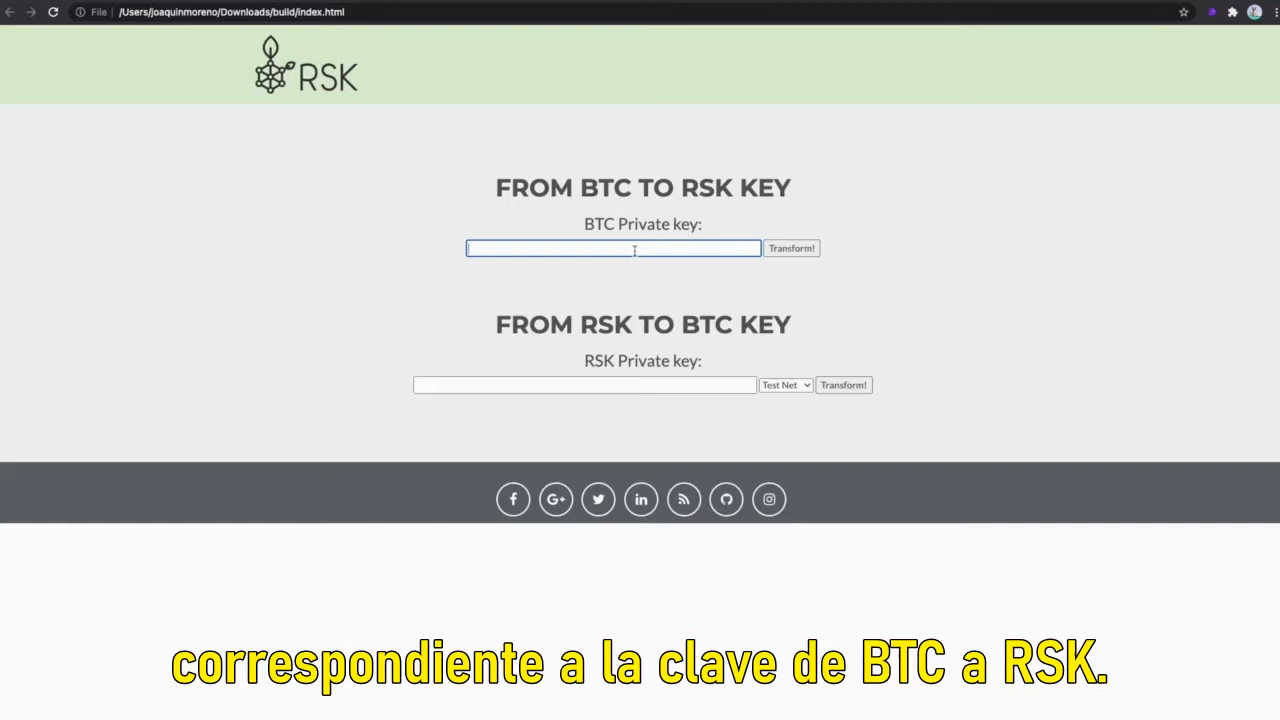 File /Users/joaquinmoreno/Downloads/build/index.html
RSK
FROM BTC TO RSK KEY
BTC Private key:
Transform!
FROM RSK TO BTC KEY
RSK Private key:
Test Net Transform!
f G+ in
correspondiente a la clave de BTC a RSK.